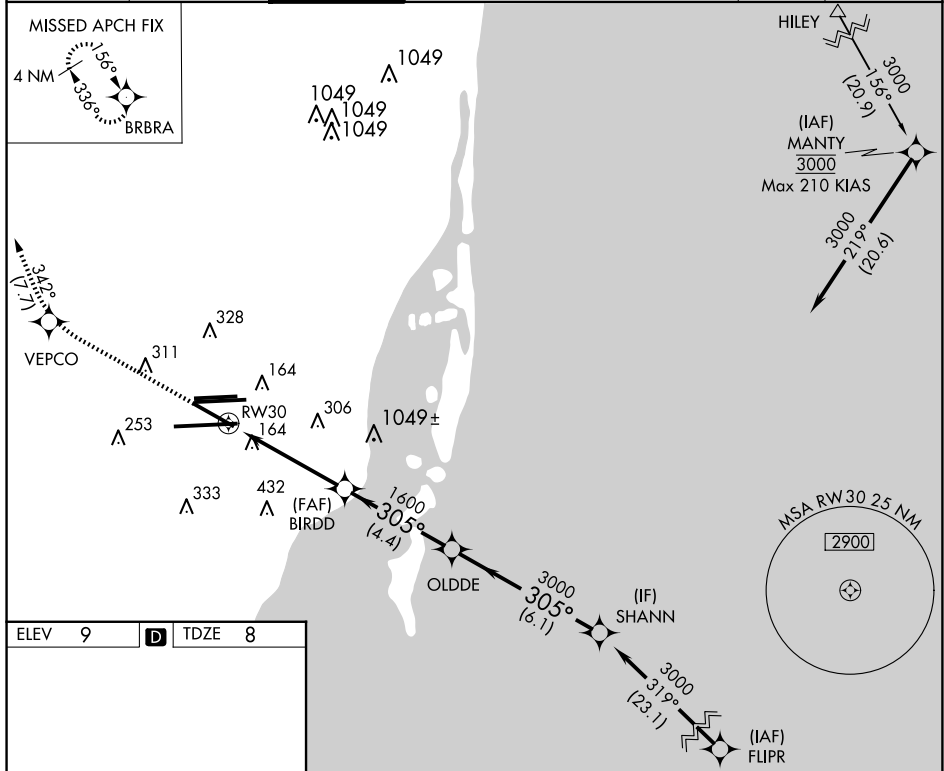 MISSED APCH FIX
4 NM
156°
336°
BRBRA
1049
1049
1049
1049
HILEY
3000
156°
(20.9)
(IAF)
MANTY
3000
Max 210 KIAS
3000
219°
(20.6)
342°
(7.7)
VEPCO
328
311
164
RW30
306
1049±
253
164
333
432
(FAF)
BIRDD
1600
305°
(4.4)
OLDDE
3000
305°
(6.1)
(IF)
SHANN
MSA RW30 25 NM
2900
3000
319°
(23.1)
(IAF)
FLIPR
ELEV 9 D TDZE 8